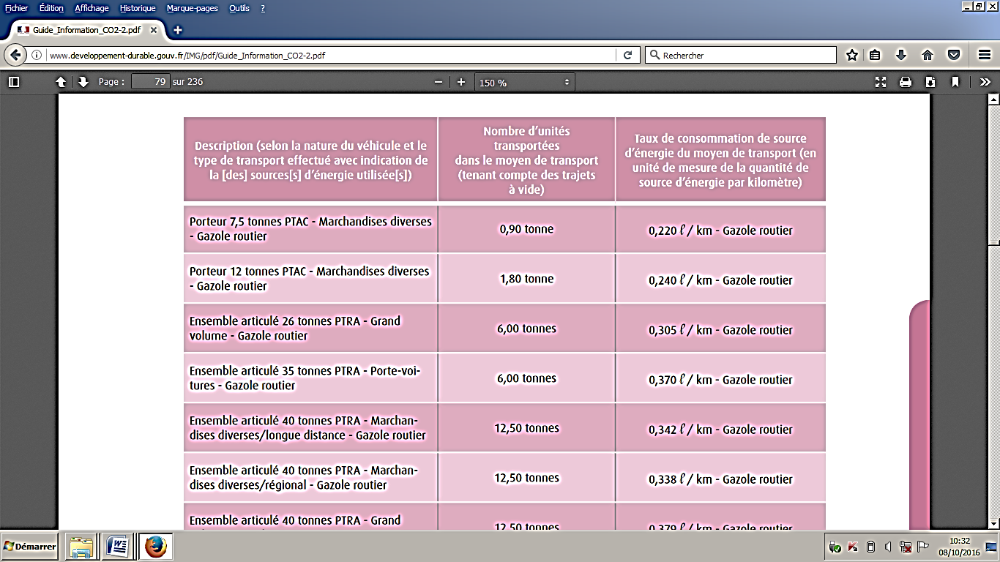 Fichier Édition Affichage Historique Marque-pages Outils ?
Guide_Information_CO2-2.pdf
www.developpement-durable.gouv.fr/IMG/pdf/Guide_Information_CO2-2.pdf
Rechercher
Page : 79 sur 236
150 %
Description (selon la nature du véhicule et le
type de transport effectué avec indication de
la [des] sources[s] d’énergie utilisée[s])
Nombre d’unités
transportées
dans le moyen de transport
(tenant compte des trajets
à vide)
Taux de consommation de source
d’énergie du moyen de transport (en
unité de mesure de la quantité de
source d’énergie par kilomètre)
Porteur 7,5 tonnes PTAC - Marchandises diverses
- Gazole routier
0,90 tonne
0,220 ℓ / km - Gazole routier
Porteur 12 tonnes PTAC - Marchandises diverses
- Gazole routier
1,80 tonne
0,240 ℓ / km - Gazole routier
Ensemble articulé 26 tonnes PTRA - Grand
volume - Gazole routier
6,00 tonnes
0,305 ℓ / km - Gazole routier
Ensemble articulé 35 tonnes PTRA - Porte-voi-
tures - Gazole routier
6,00 tonnes
0,370 ℓ / km - Gazole routier
Ensemble articulé 40 tonnes PTRA - Marchan-
dises diverses/longue distance - Gazole routier
12,50 tonnes
0,342 ℓ / km - Gazole routier
Ensemble articulé 40 tonnes PTRA - Marchan-
dises diverses/régional - Gazole routier
12,50 tonnes
0,338 ℓ / km - Gazole routier
Ensemble articulé 40 tonnes PTRA - Grand
12,50 tonnes
0,379 ℓ / km - Gazole routier
Démarrer
10:32
08/10/2016